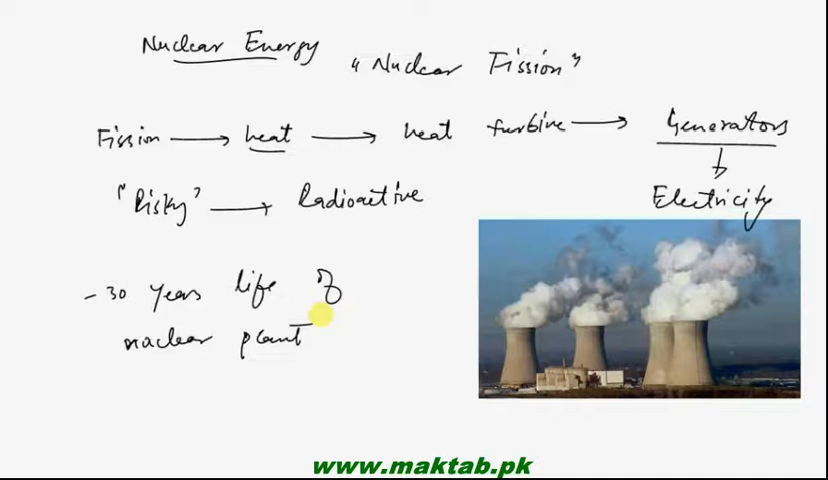 Nuclear Energy
"Nuclear Fission"
Fission → heat → heat turbine → Generators
↓
Electricity
"Risky" → Radioactive
- 30 years life of
nuclear plant
www.maktab.pk